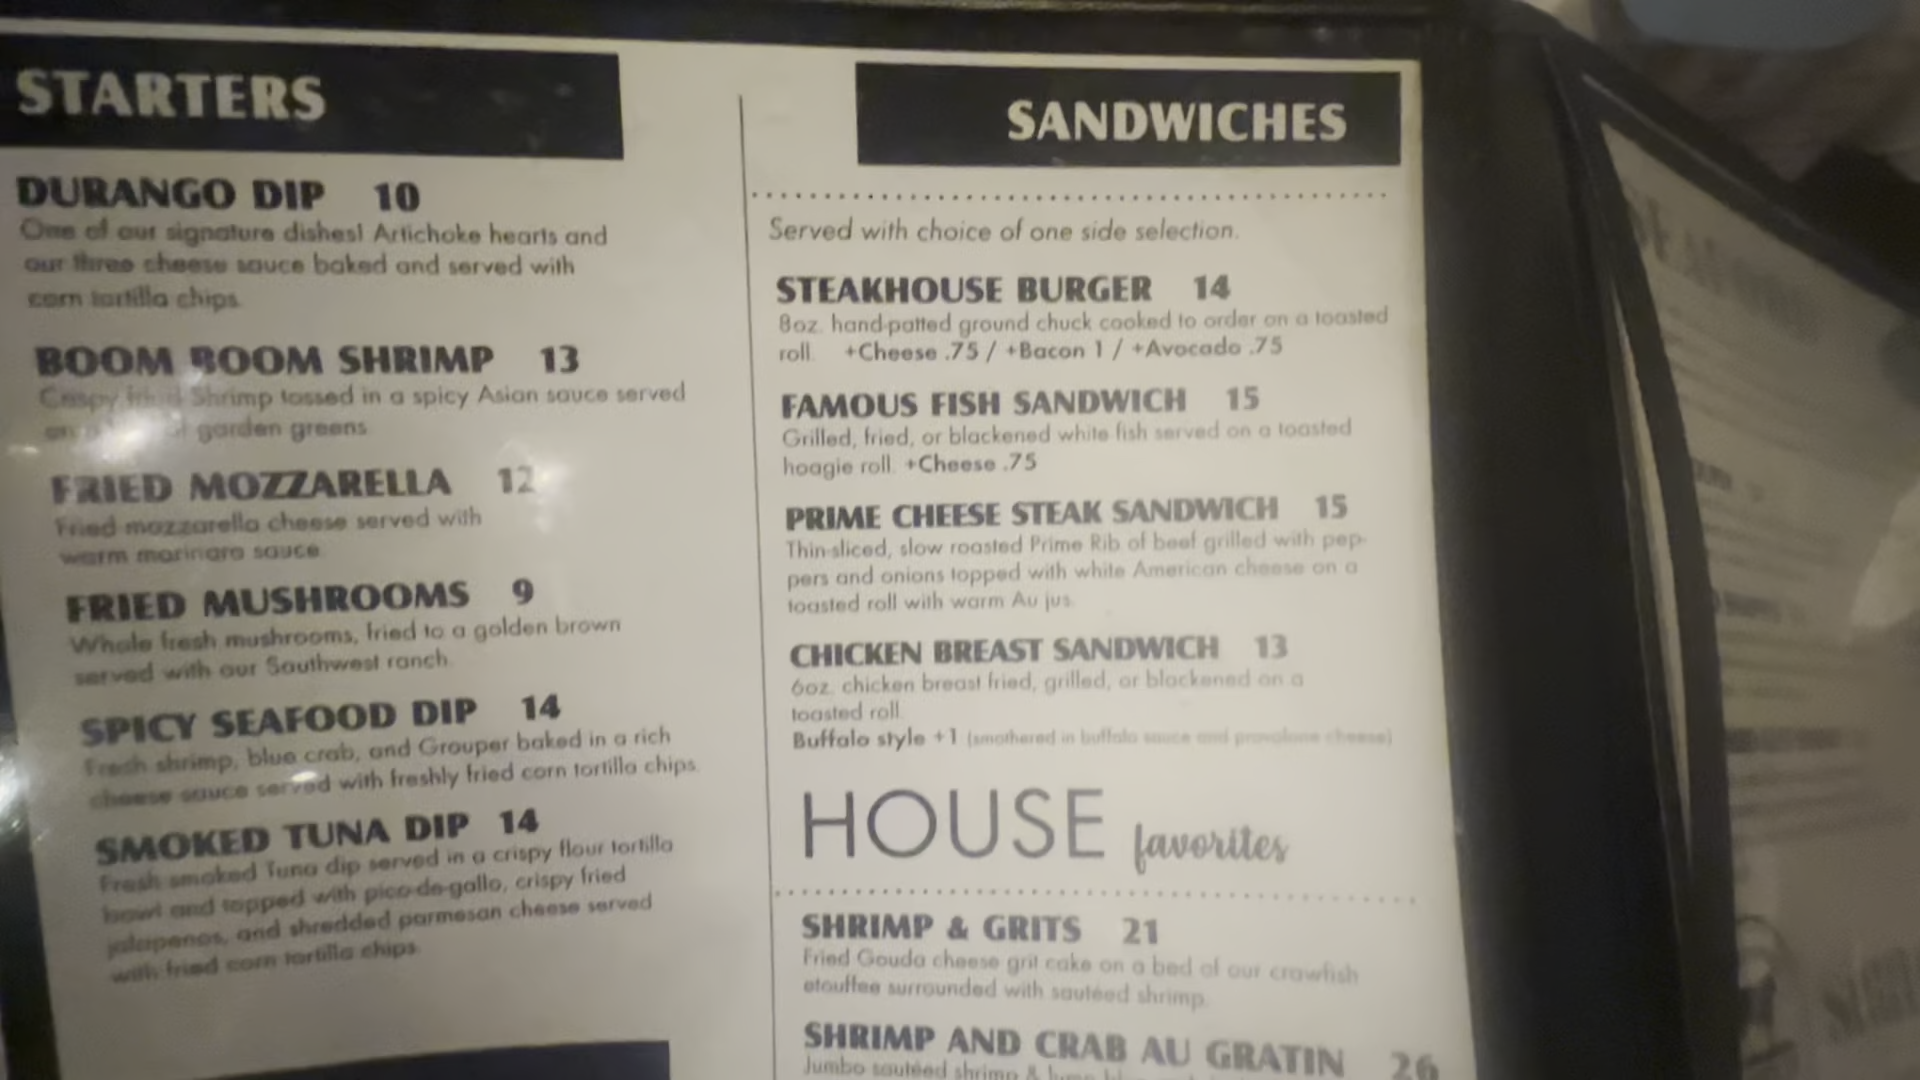 STARTERS
DURANGO DIP 10
One of our signature dishes! Artichoke hearts and
our three cheese sauce baked and served with
corn tortilla chips.
BOOM BOOM SHRIMP 13
Crispy fried Shrimp tossed in a spicy Asian sauce served
garden greens
FRIED MOZZARELLA 12
Fried mozzarella cheese served with
warm marinara sauce
FRIED MUSHROOMS 9
Whole fresh mushrooms, fried to a golden brown
served with our Southwest ranch.
SPICY SEAFOOD DIP 14
Fresh shrimp, blue crab, and Grouper baked in a rich
cheese sauce served with freshly fried corn tortilla chips.
SMOKED TUNA DIP 14
Fresh smoked Tuna dip served in a crispy flour tortilla
bowl and topped with pico-de-gallo, crispy fried
jalapenos, and shredded parmesan cheese served
with fried corn tortilla chips
SANDWICHES
Served with choice of one side selection.
STEAKHOUSE BURGER 14
8oz. hand-patted ground chuck cooked to order on a toasted
roll. +Cheese .75 / +Bacon 1 / +Avocado .75
FAMOUS FISH SANDWICH 15
Grilled, fried, or blackened white fish served on a toasted
hoagie roll. +Cheese .75
PRIME CHEESE STEAK SANDWICH 15
Thin-sliced, slow roasted Prime Rib of beef grilled with pep-
pers and onions topped with white American cheese on a
toasted roll with warm Au jus.
CHICKEN BREAST SANDWICH 13
6oz. chicken breast fried, grilled, or blackened on a
toasted roll.
Buffalo style +1 (smothered in buffalo sauce and provolone cheese)
HOUSE favorites
SHRIMP & GRITS 21
Fried Gouda cheese grit cake on a bed of our crawfish
etouffee surrounded with sautéed shrimp.
SHRIMP AND CRAB AU GRATIN 26
Jumbo sautéed shrimp &